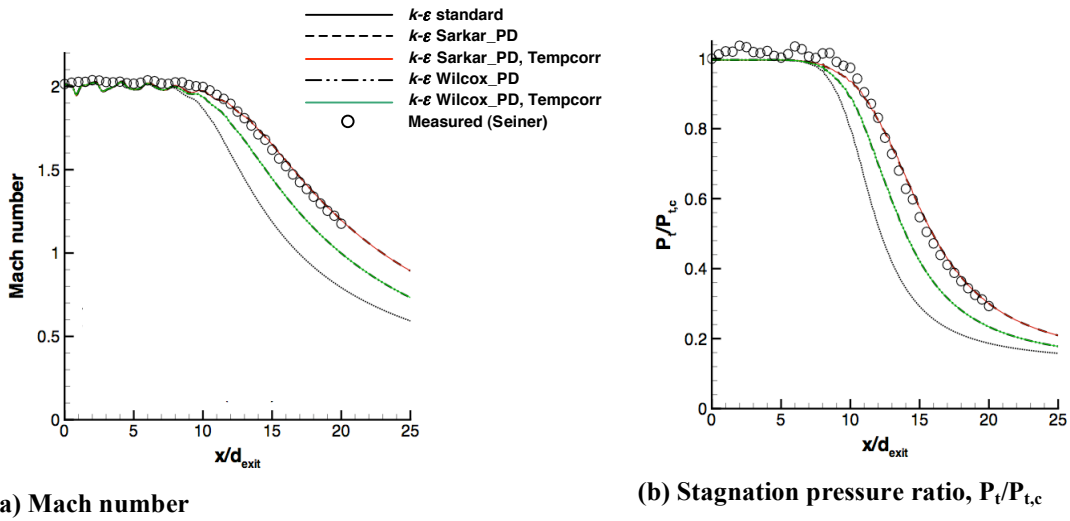 k-ε standard
k-ε Sarkar_PD
k-ε Sarkar_PD, Tempcorr
k-ε Wilcox_PD
k-ε Wilcox_PD, Tempcorr
Measured (Seiner)
Mach number
2
1.5
1
0.5
0
0 5 10 15 20 25
x/d_exit
a) Mach number
P_t/P_t,c
1
0.8
0.6
0.4
0.2
0
0 5 10 15 20 25
x/d_exit
(b) Stagnation pressure ratio, P_t/P_t,c